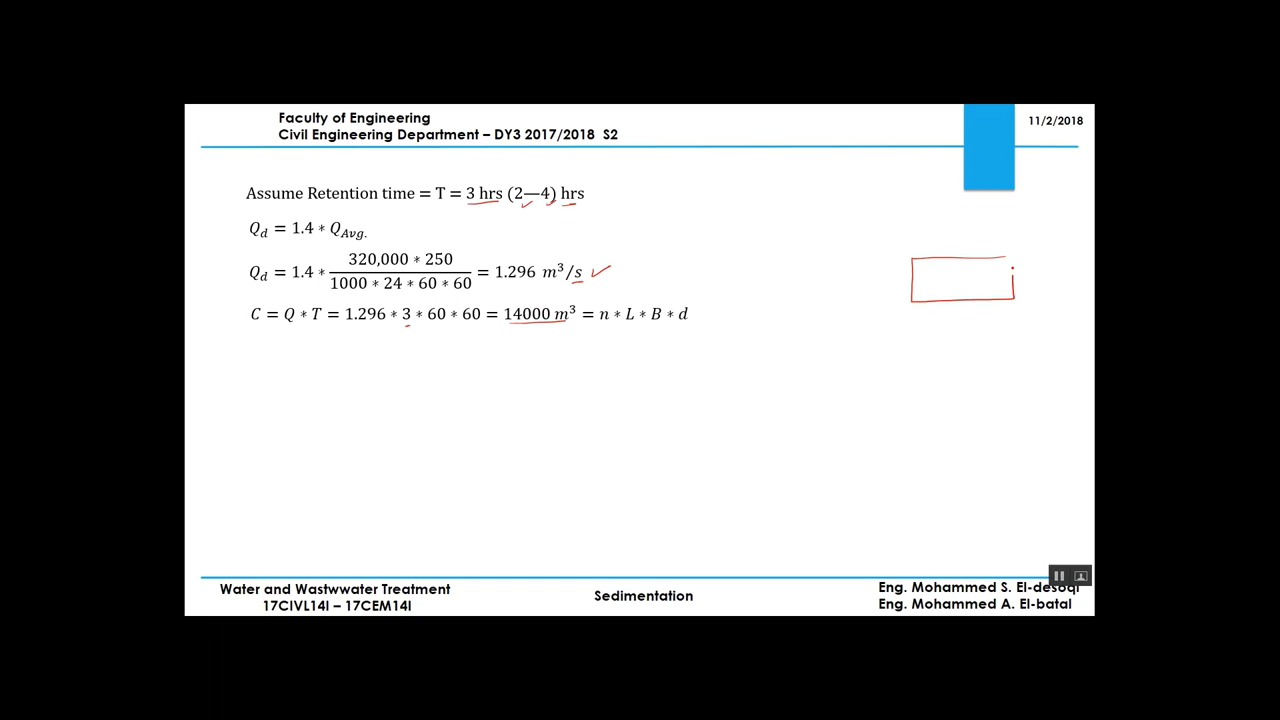 Faculty of Engineering
Civil Engineering Department – DY3 2017/2018 S2
11/2/2018
Assume Retention time = T = 3 hrs (2—4) hrs
Q_d = 1.4 * Q_Avg.
Q_d = 1.4 * (320,000 * 250) / (1000 * 24 * 60 * 60) = 1.296 m³/s
C = Q * T = 1.296 * 3 * 60 * 60 = 14000 m³ = n * L * B * d
Water and Wastwwater Treatment
17CIVL14I – 17CEM14I
Sedimentation
Eng. Mohammed S. El-desoqi
Eng. Mohammed A. El-batal